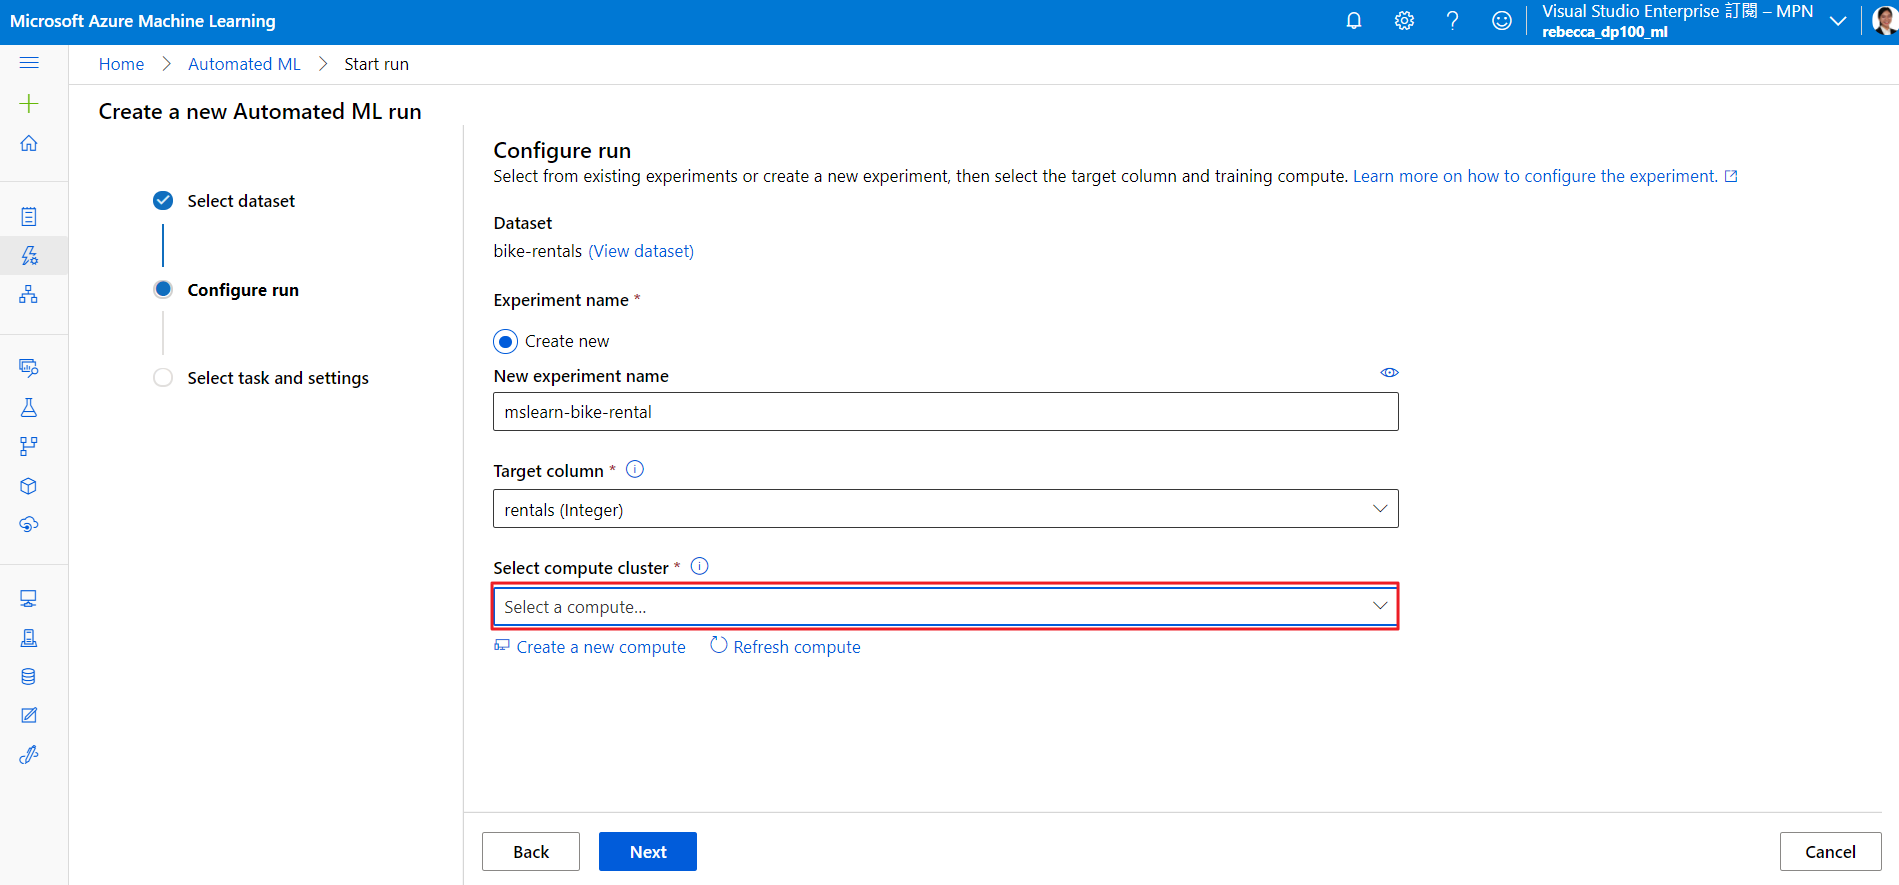 Microsoft Azure Machine Learning
Visual Studio Enterprise 訂閱 – MPN
rebecca_dp100_ml
Home > Automated ML > Start run
Create a new Automated ML run
Select dataset
Configure run
Select task and settings
Configure run
Select from existing experiments or create a new experiment, then select the target column and training compute. Learn more on how to configure the experiment.
Dataset
bike-rentals (View dataset)
Experiment name *
Create new
New experiment name
mslearn-bike-rental
Target column *
rentals (Integer)
Select compute cluster *
Select a compute...
Create a new compute Refresh compute
Back Next Cancel